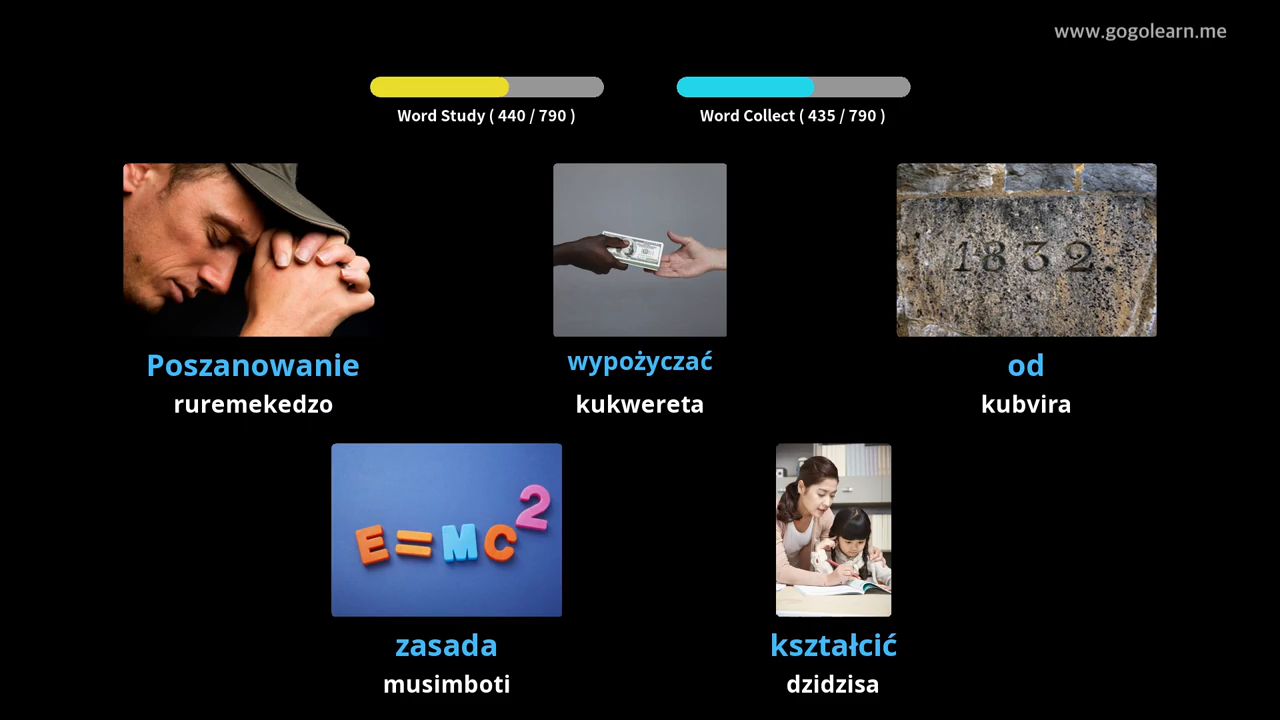 www.gogolearn.me
Word Study ( 440 / 790 )
Word Collect ( 435 / 790 )
1832.
Poszanowanie
ruremekedzo
wypożyczać
kukwereta
od
kubvira
E=MC2
zasada
musimboti
kształcić
dzidzisa